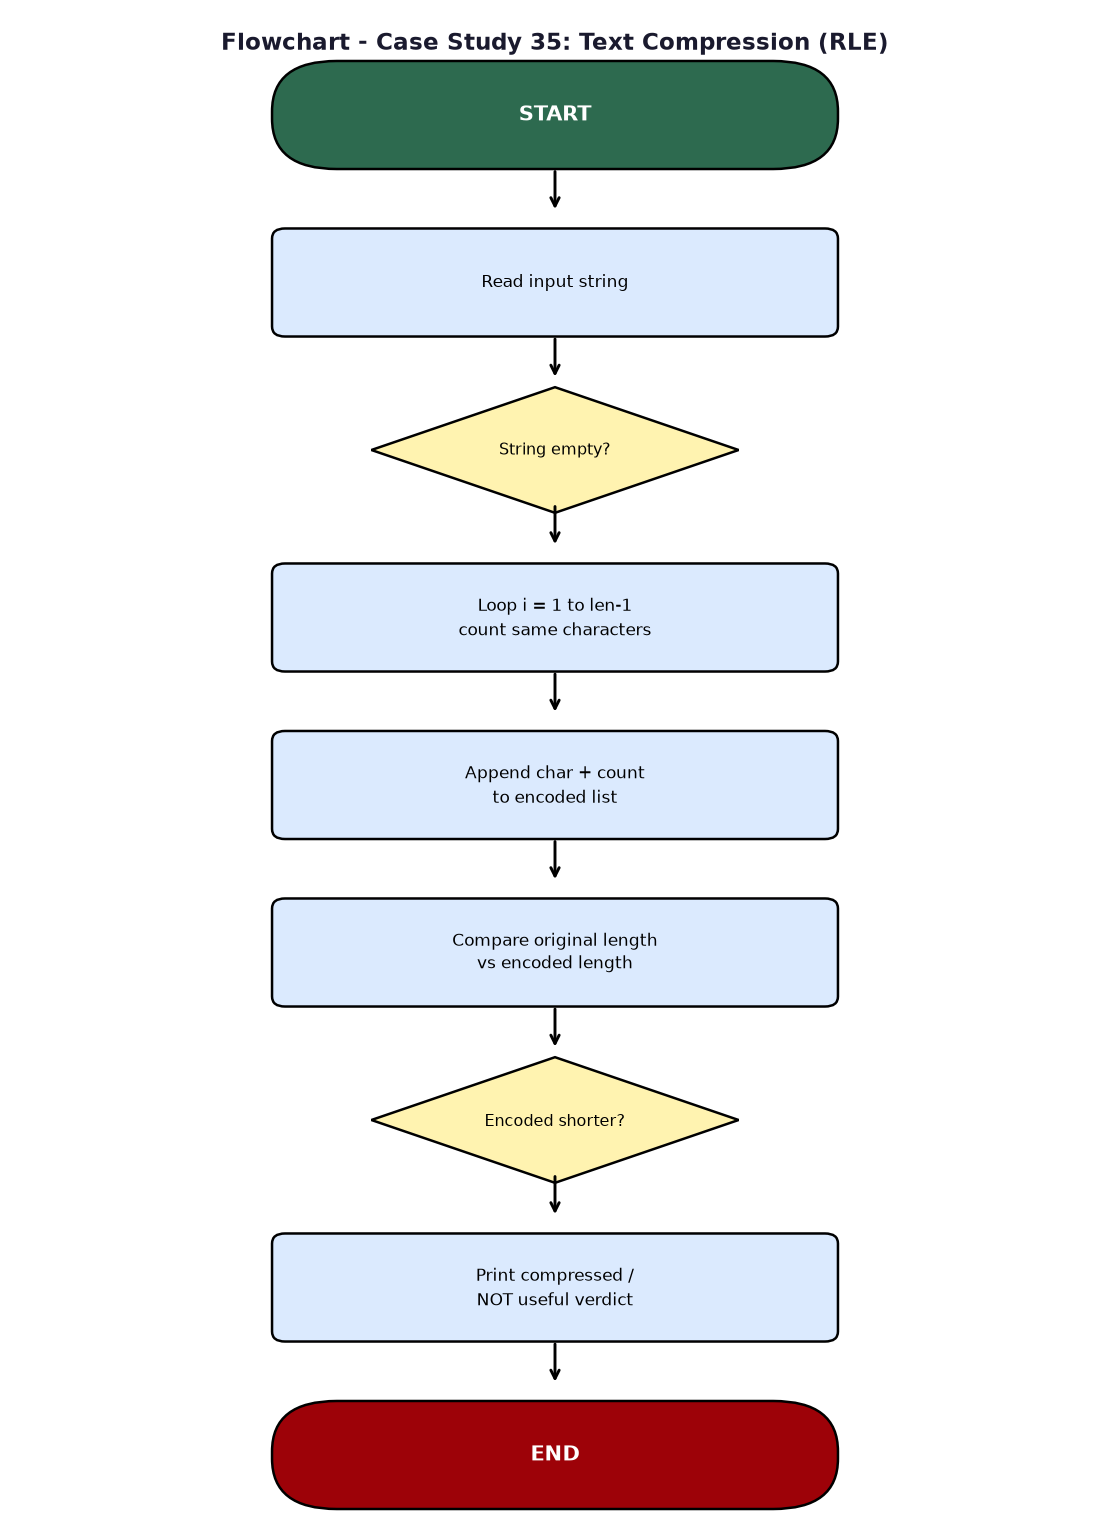 Flowchart - Case Study 35: Text Compression (RLE)
START
Read input string
String empty?
Loop i = 1 to len-1
count same characters
Append char + count
to encoded list
Compare original length
vs encoded length
Encoded shorter?
Print compressed /
NOT useful verdict
END